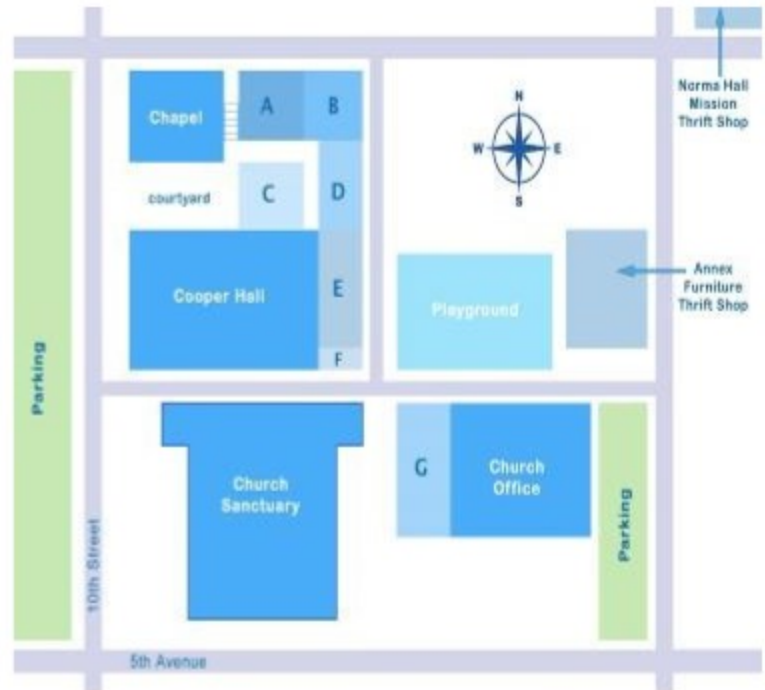 Norma Hall
Mission
Thrift Shop
Chapel
A
B
N
W
E
S
courtyard
C
D
Cooper Hall
E
F
Playground
Annex
Furniture
Thrift Shop
Parking
Church
Sanctuary
G
Church
Office
Parking
10th Street
5th Avenue